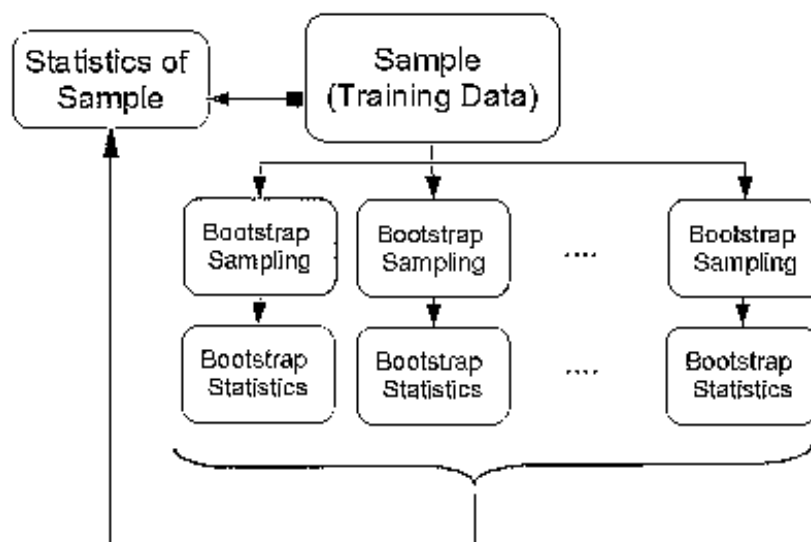 Statistics of
Sample
Sample
(Training Data)
Bootstrap
Sampling
Bootstrap
Sampling
....
Bootstrap
Sampling
Bootstrap
Statistics
Bootstrap
Statistics
....
Bootstrap
Statistics